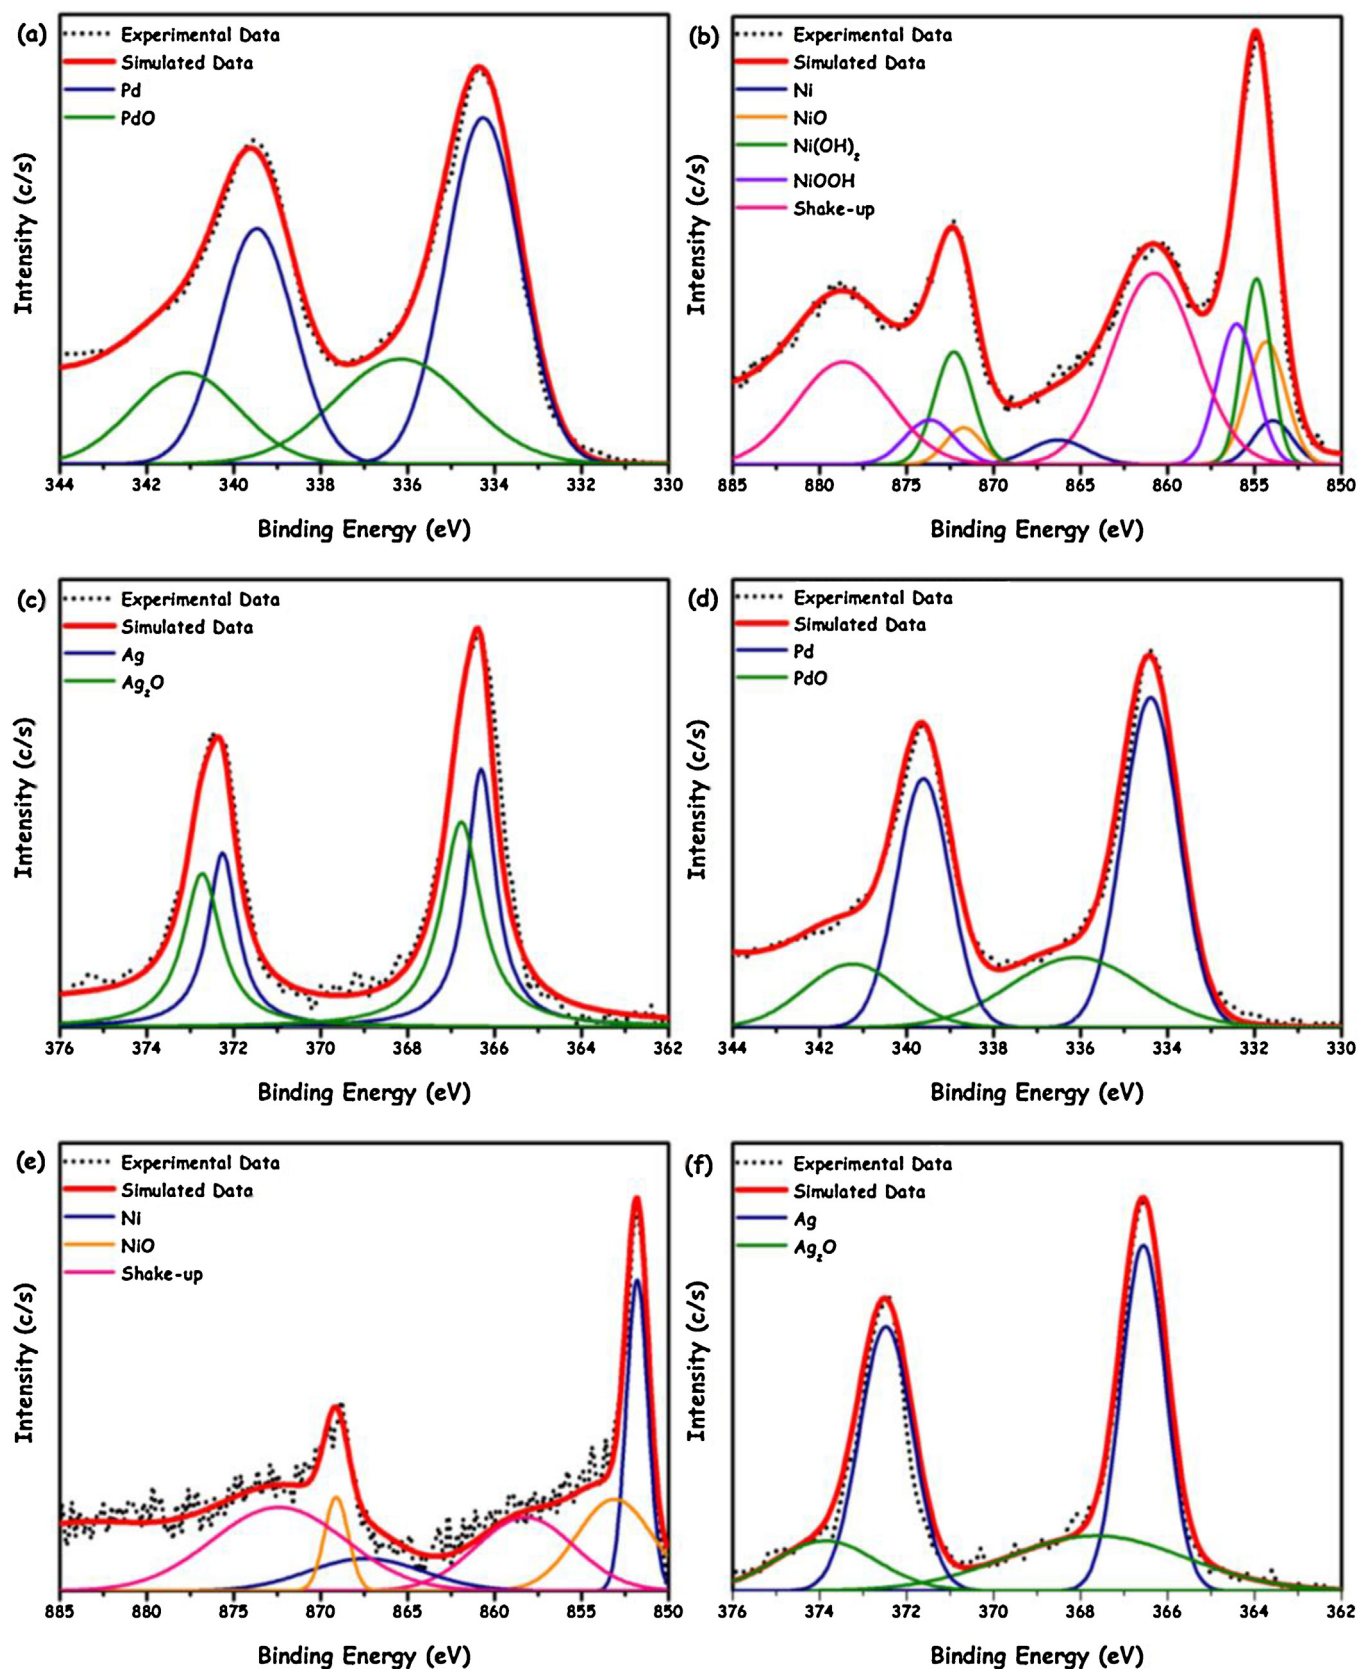 (a)
Experimental Data
Simulated Data
Pd
PdO
Intensity (c/s)
344 342 340 338 336 334 332 330
Binding Energy (eV)
(b)
Experimental Data
Simulated Data
Ni
NiO
Ni(OH)₂
NiOOH
Shake-up
Intensity (c/s)
885 880 875 870 865 860 855 850
Binding Energy (eV)
(c)
Experimental Data
Simulated Data
Ag
Ag₂O
Intensity (c/s)
376 374 372 370 368 366 364 362
Binding Energy (eV)
(d)
Experimental Data
Simulated Data
Pd
PdO
Intensity (c/s)
344 342 340 338 336 334 332 330
Binding Energy (eV)
(e)
Experimental Data
Simulated Data
Ni
NiO
Shake-up
Intensity (c/s)
885 880 875 870 865 860 855 850
Binding Energy (eV)
(f)
Experimental Data
Simulated Data
Ag
Ag₂O
Intensity (c/s)
376 374 372 370 368 366 364 362
Binding Energy (eV)